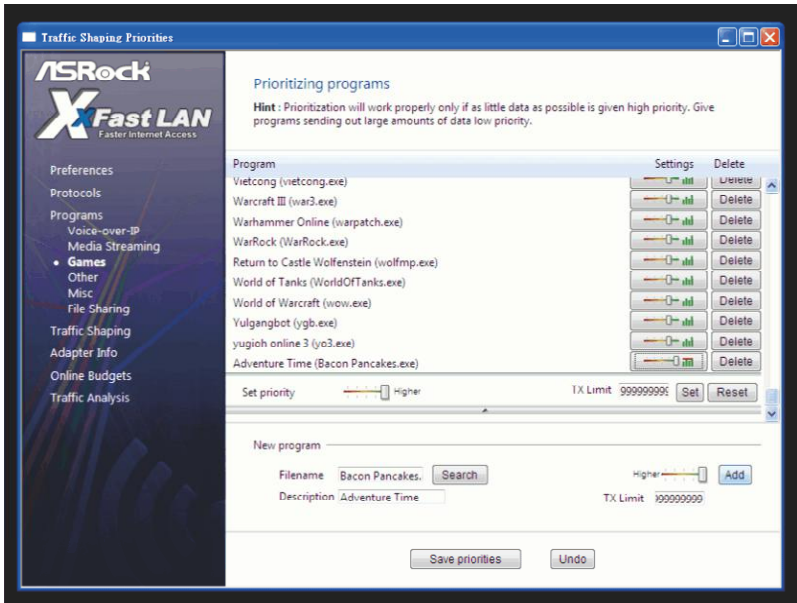 Traffic Shaping Priorities
ASRock
XFast LAN
Faster Internet Access
Preferences
Protocols
Programs
Voice-over-IP
Media Streaming
• Games
Other
Misc
File Sharing
Traffic Shaping
Adapter Info
Online Budgets
Traffic Analysis
Prioritizing programs
Hint : Prioritization will work properly only if as little data as possible is given high priority. Give
programs sending out large amounts of data low priority.
Program Settings Delete
Vietcong (vietcong.exe) Delete
Warcraft III (war3.exe) Delete
Warhammer Online (warpatch.exe) Delete
WarRock (WarRock.exe) Delete
Return to Castle Wolfenstein (wolfmp.exe) Delete
World of Tanks (WorldOfTanks.exe) Delete
World of Warcraft (wow.exe) Delete
Yulgangbot (ygb.exe) Delete
yugioh online 3 (yo3.exe) Delete
Adventure Time (Bacon Pancakes.exe) Delete
Set priority Higher TX Limit 999999999 Set Reset
New program
Filename Bacon Pancakes. Search Higher Add
Description Adventure Time TX Limit 999999999
Save priorities Undo